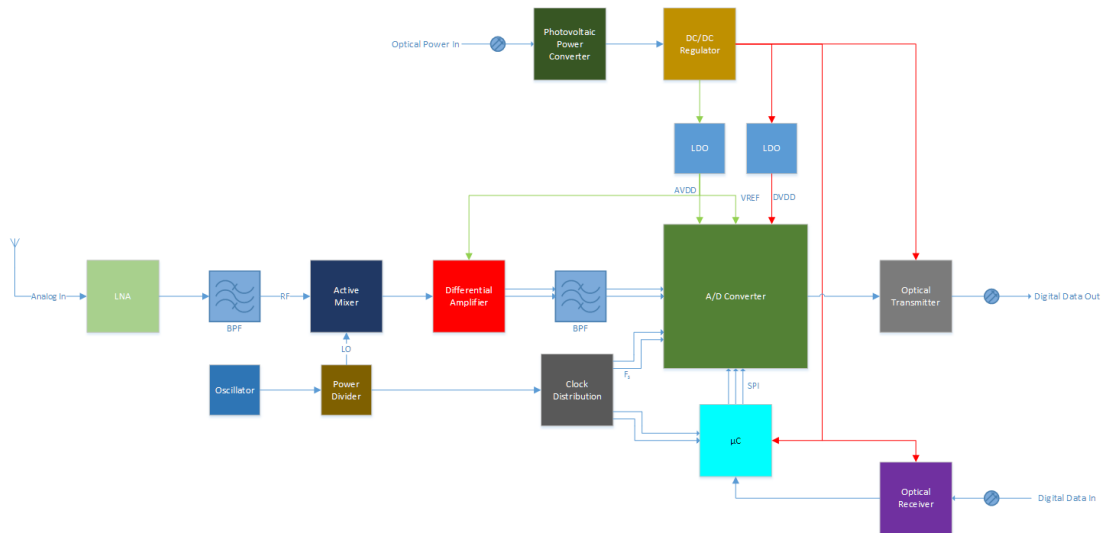 Optical Power In
Photovoltaic
Power
Converter
DC/DC
Regulator
LDO
LDO
AVDD
VREF
DVDD
Analog In
LNA
BPF
RF
Active
Mixer
Differential
Amplifier
BPF
A/D Converter
Optical
Transmitter
Digital Data Out
LO
Oscillator
Power
Divider
Clock
Distribution
Fs
SPI
µC
Optical
Receiver
Digital Data In